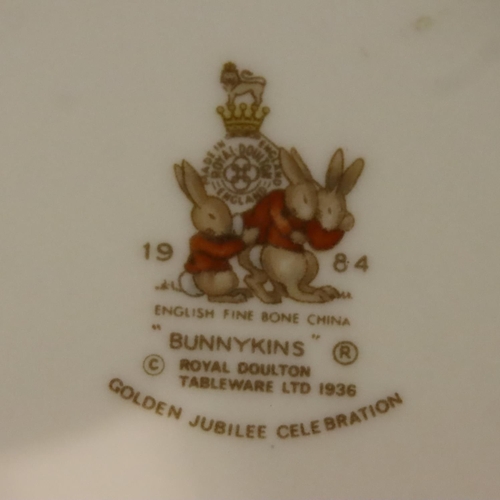 MADE IN ENGLAND
ROYAL DOULTON
ENGLAND
19 84
ENGLISH FINE BONE CHINA
"BUNNYKINS" ®
© ROYAL DOULTON
TABLEWARE LTD 1936
GOLDEN JUBILEE CELEBRATION